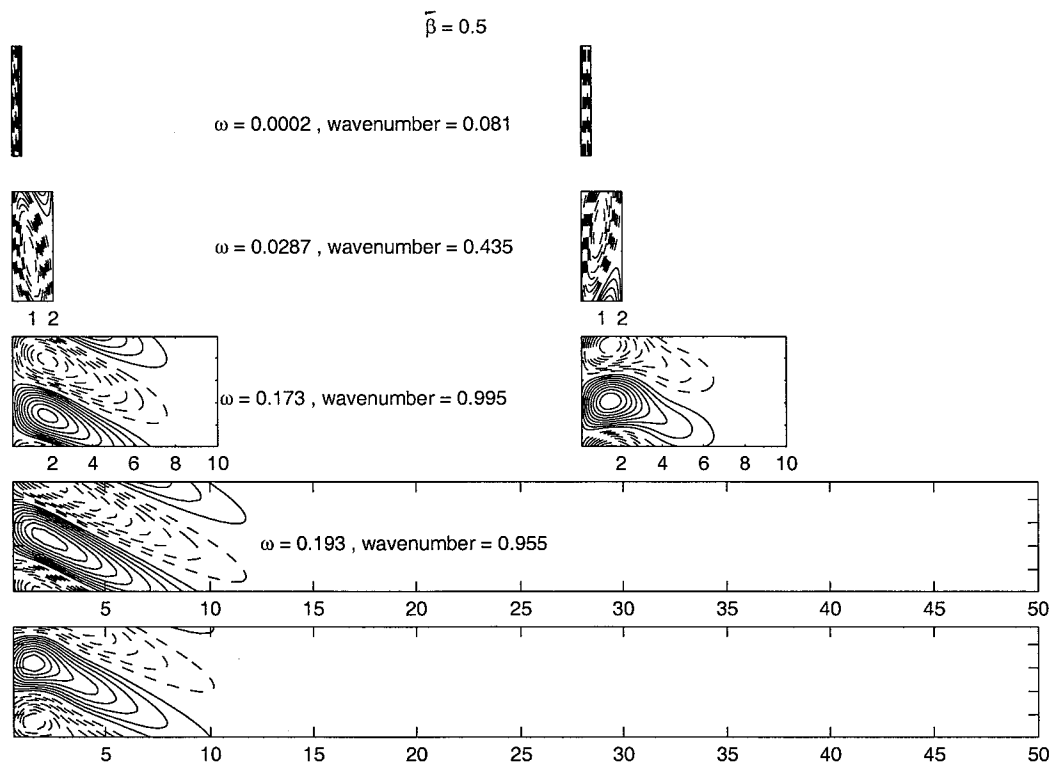 β̄ = 0.5
ω = 0.0002 , wavenumber = 0.081
ω = 0.0287 , wavenumber = 0.435
1 2 1 2
ω = 0.173 , wavenumber = 0.995
2 4 6 8 10 2 4 6 8 10
ω = 0.193 , wavenumber = 0.955
5 10 15 20 25 30 35 40 45 50
5 10 15 20 25 30 35 40 45 50